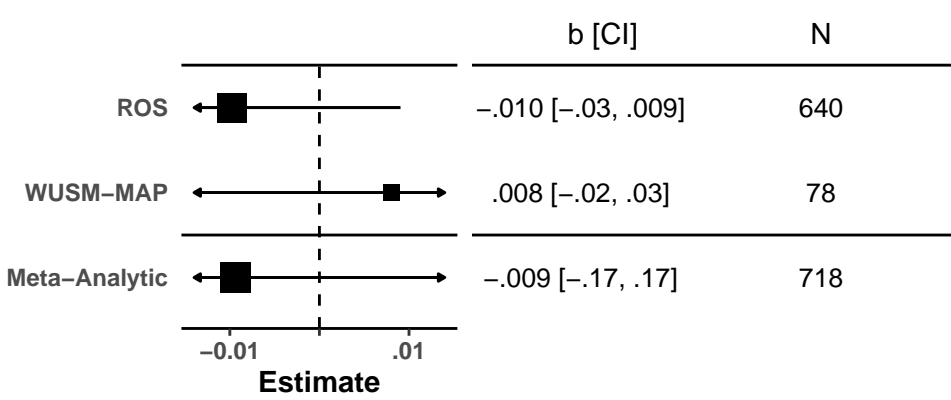 b [CI] N
ROS −.010 [−.03, .009] 640
WUSM−MAP .008 [−.02, .03] 78
Meta−Analytic −.009 [−.17, .17] 718
−0.01 .01
Estimate